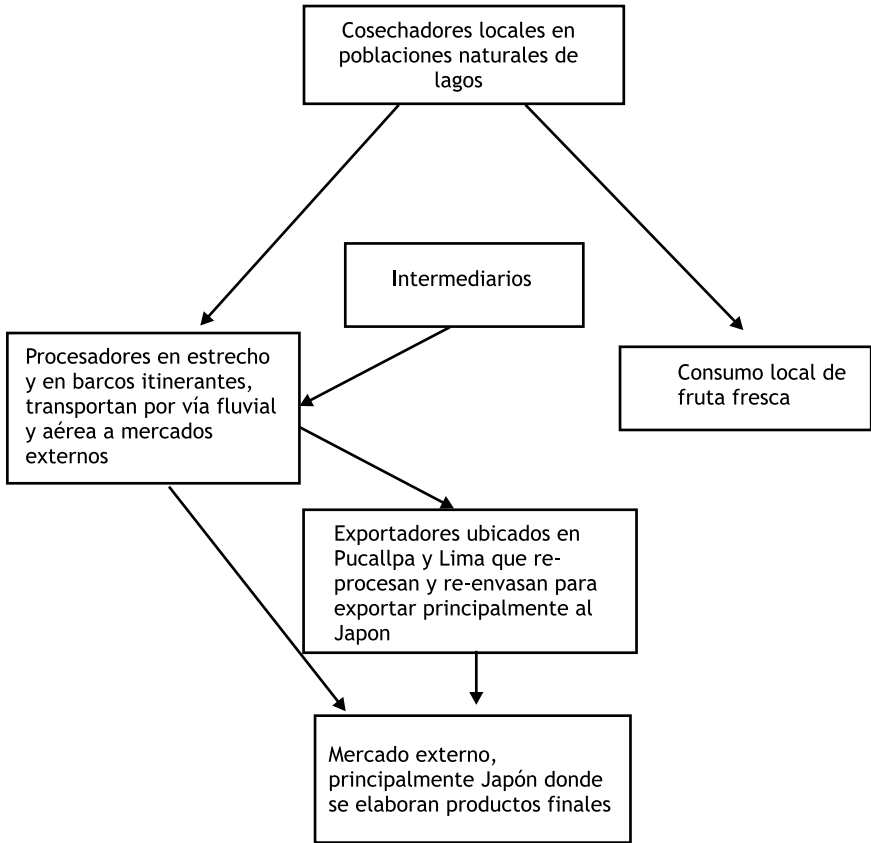 Cosechadores locales en
poblaciones naturales de
lagos
Intermediarios
Procesadores en estrecho
y en barcos itinerantes,
transportan por vía fluvial
y aérea a mercados
externos
Consumo local de
fruta fresca
Exportadores ubicados en
Pucallpa y Lima que re-
procesan y re-envasan para
exportar principalmente al
Japon
Mercado externo,
principalmente Japón donde
se elaboran productos finales